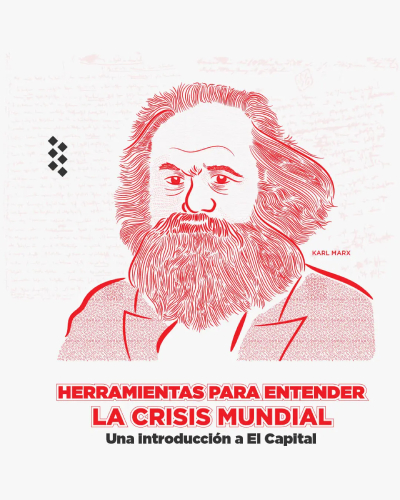 KARL MARX
HERRAMIENTAS PARA ENTENDER
LA CRISIS MUNDIAL
Una introducción a El Capital